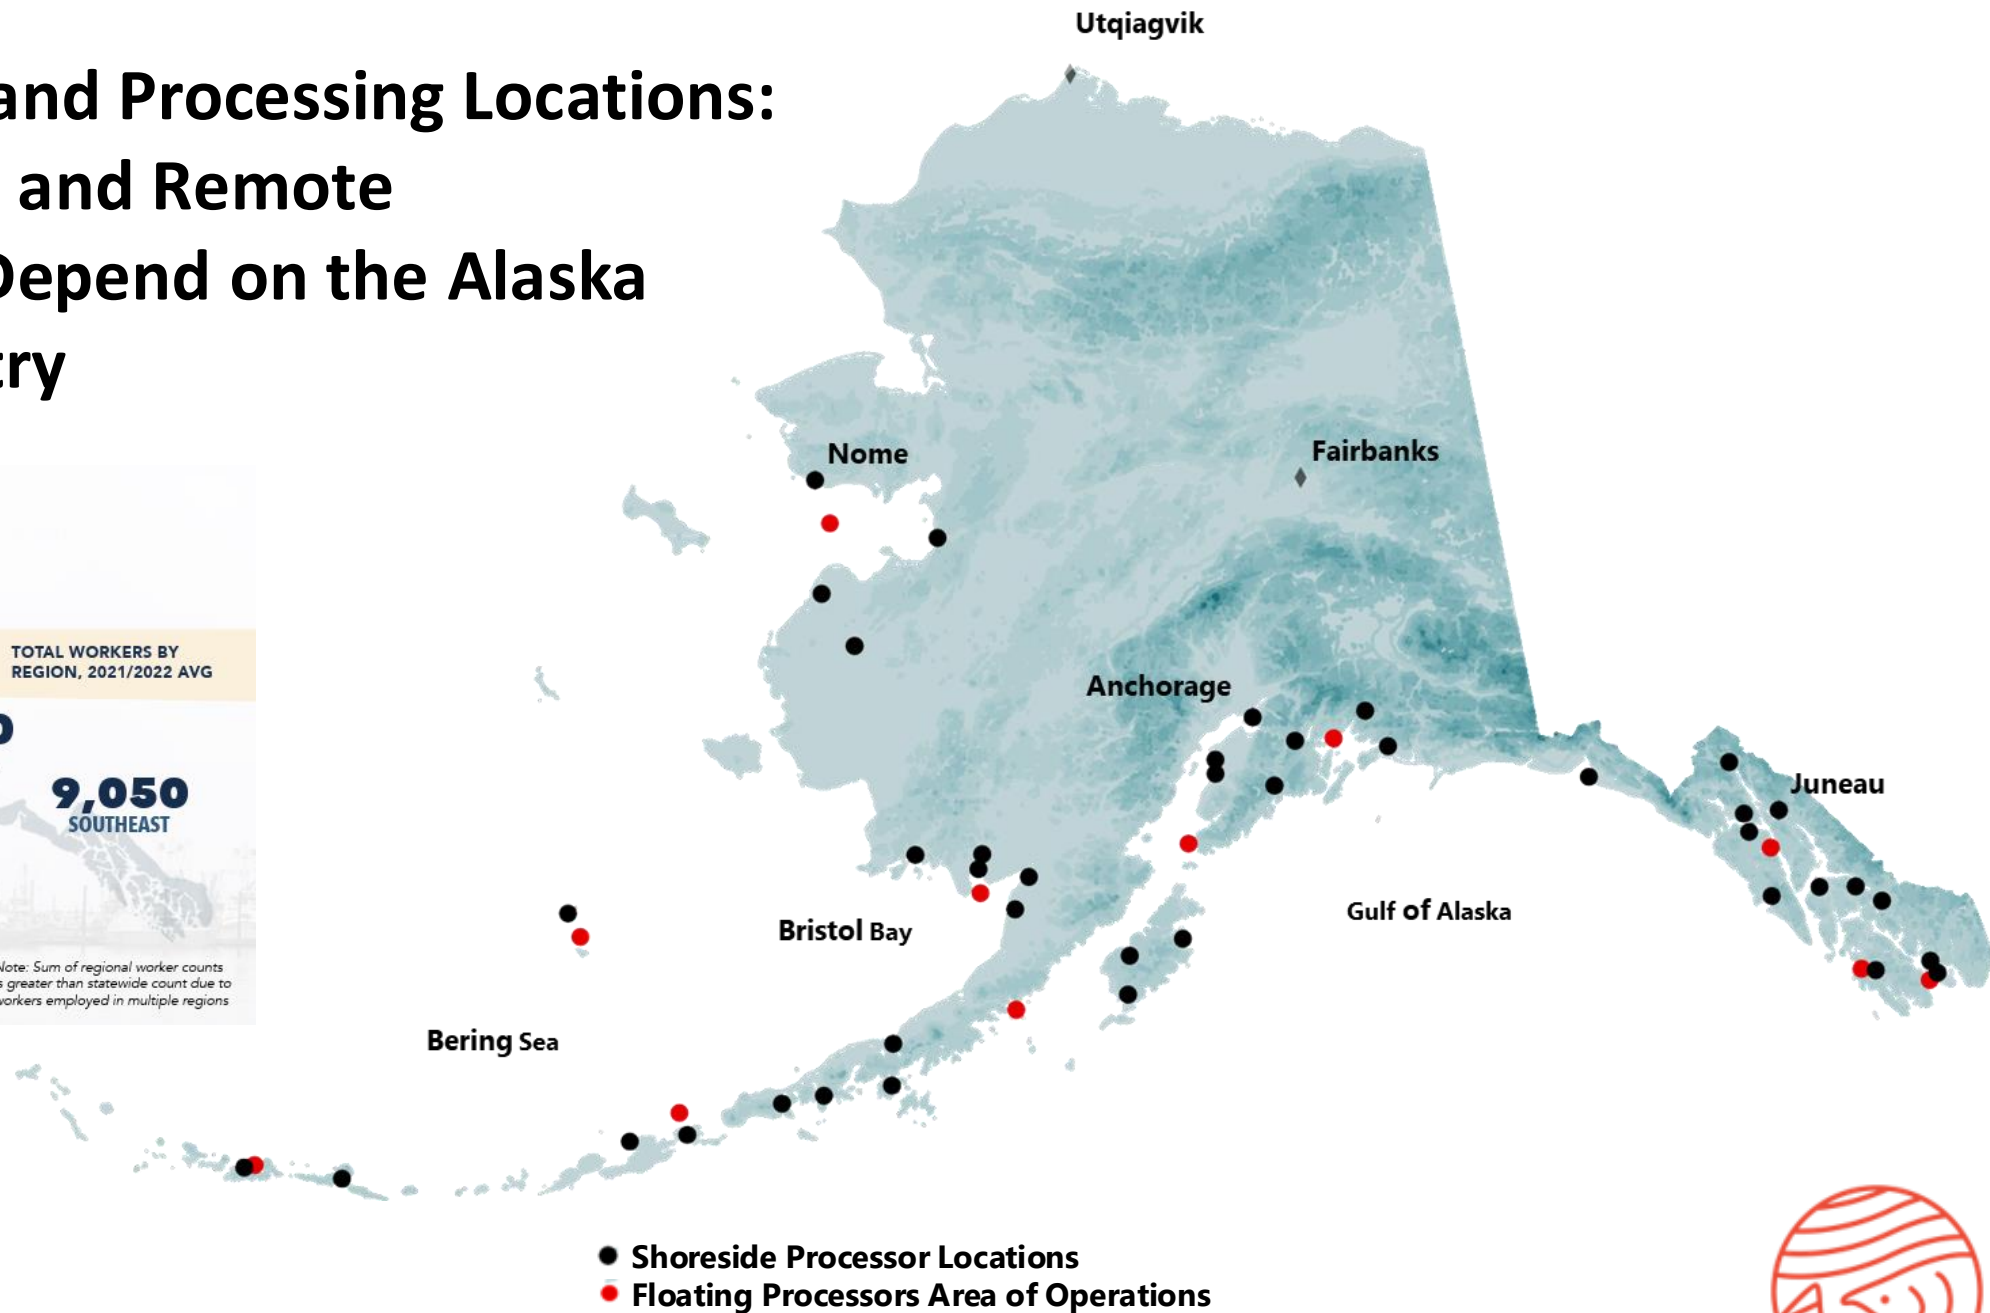 and Processing Locations:
and Remote
Depend on the Alaska
try
Utqiagvik
Nome
Fairbanks
Anchorage
Juneau
Bristol Bay
Gulf of Alaska
Bering Sea
TOTAL WORKERS BY
REGION, 2021/2022 AVG
9,050
SOUTHEAST
Note: Sum of regional worker counts
is greater than statewide count due to
workers employed in multiple regions
Shoreside Processor Locations
Floating Processors Area of Operations